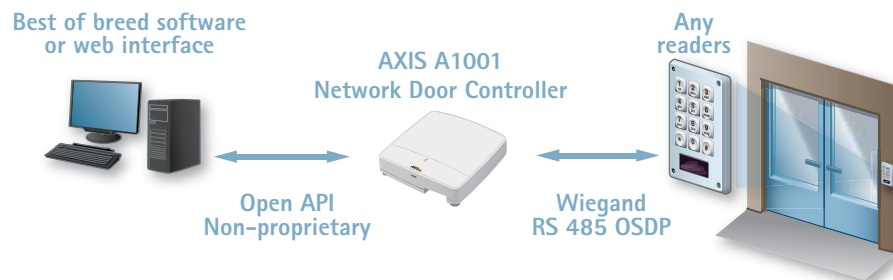 Best of breed software
or web interface
AXIS A1001
Network Door Controller
Any
readers
Open API
Non-proprietary
Wiegand
RS 485 OSDP